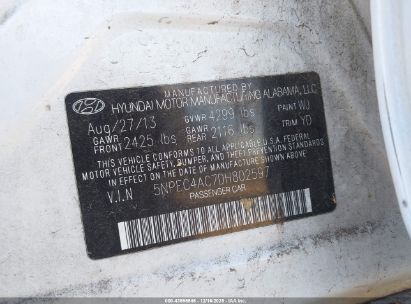 MANUFACTURED BY
HYUNDAI MOTOR MANUFACTURING ALABAMA, LLC
Aug/27/13 GVWR 4299 lbs PAINT WU
GAWR FRONT 2425 lbs GAWR REAR 2116 lbs TRIM YD
THIS VEHICLE CONFORMS TO ALL APPLICABLE U.S.A. FEDERAL
MOTOR VEHICLE SAFETY, BUMPER, AND THEFT PREVENTION
STANDARDS IN EFFECT ON THE DATE OF MANUFACTURE
SHOWN ABOVE.
V.I.N 5NPEC4AC7DH802597
PASSENGER CAR